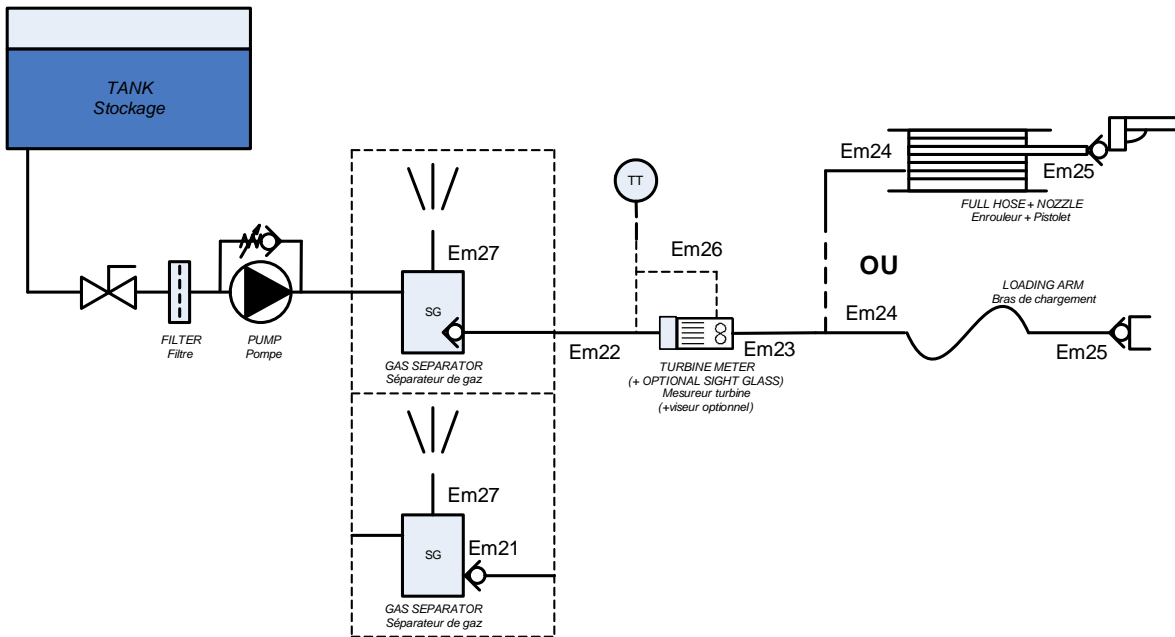 TANK
Stockage
FILTER
Filtre
PUMP
Pompe
Em27
SG
GAS SEPARATOR
Séparateur de gaz
Em27
SG
Em21
GAS SEPARATOR
Séparateur de gaz
TT
Em26
Em22
Em23
TURBINE METER
(+ OPTIONAL SIGHT GLASS)
Mesureur turbine
(+viseur optionnel)
Em24
Em25
FULL HOSE + NOZZLE
Enrouleur + Pistolet
OU
LOADING ARM
Bras de chargement
Em24
Em25